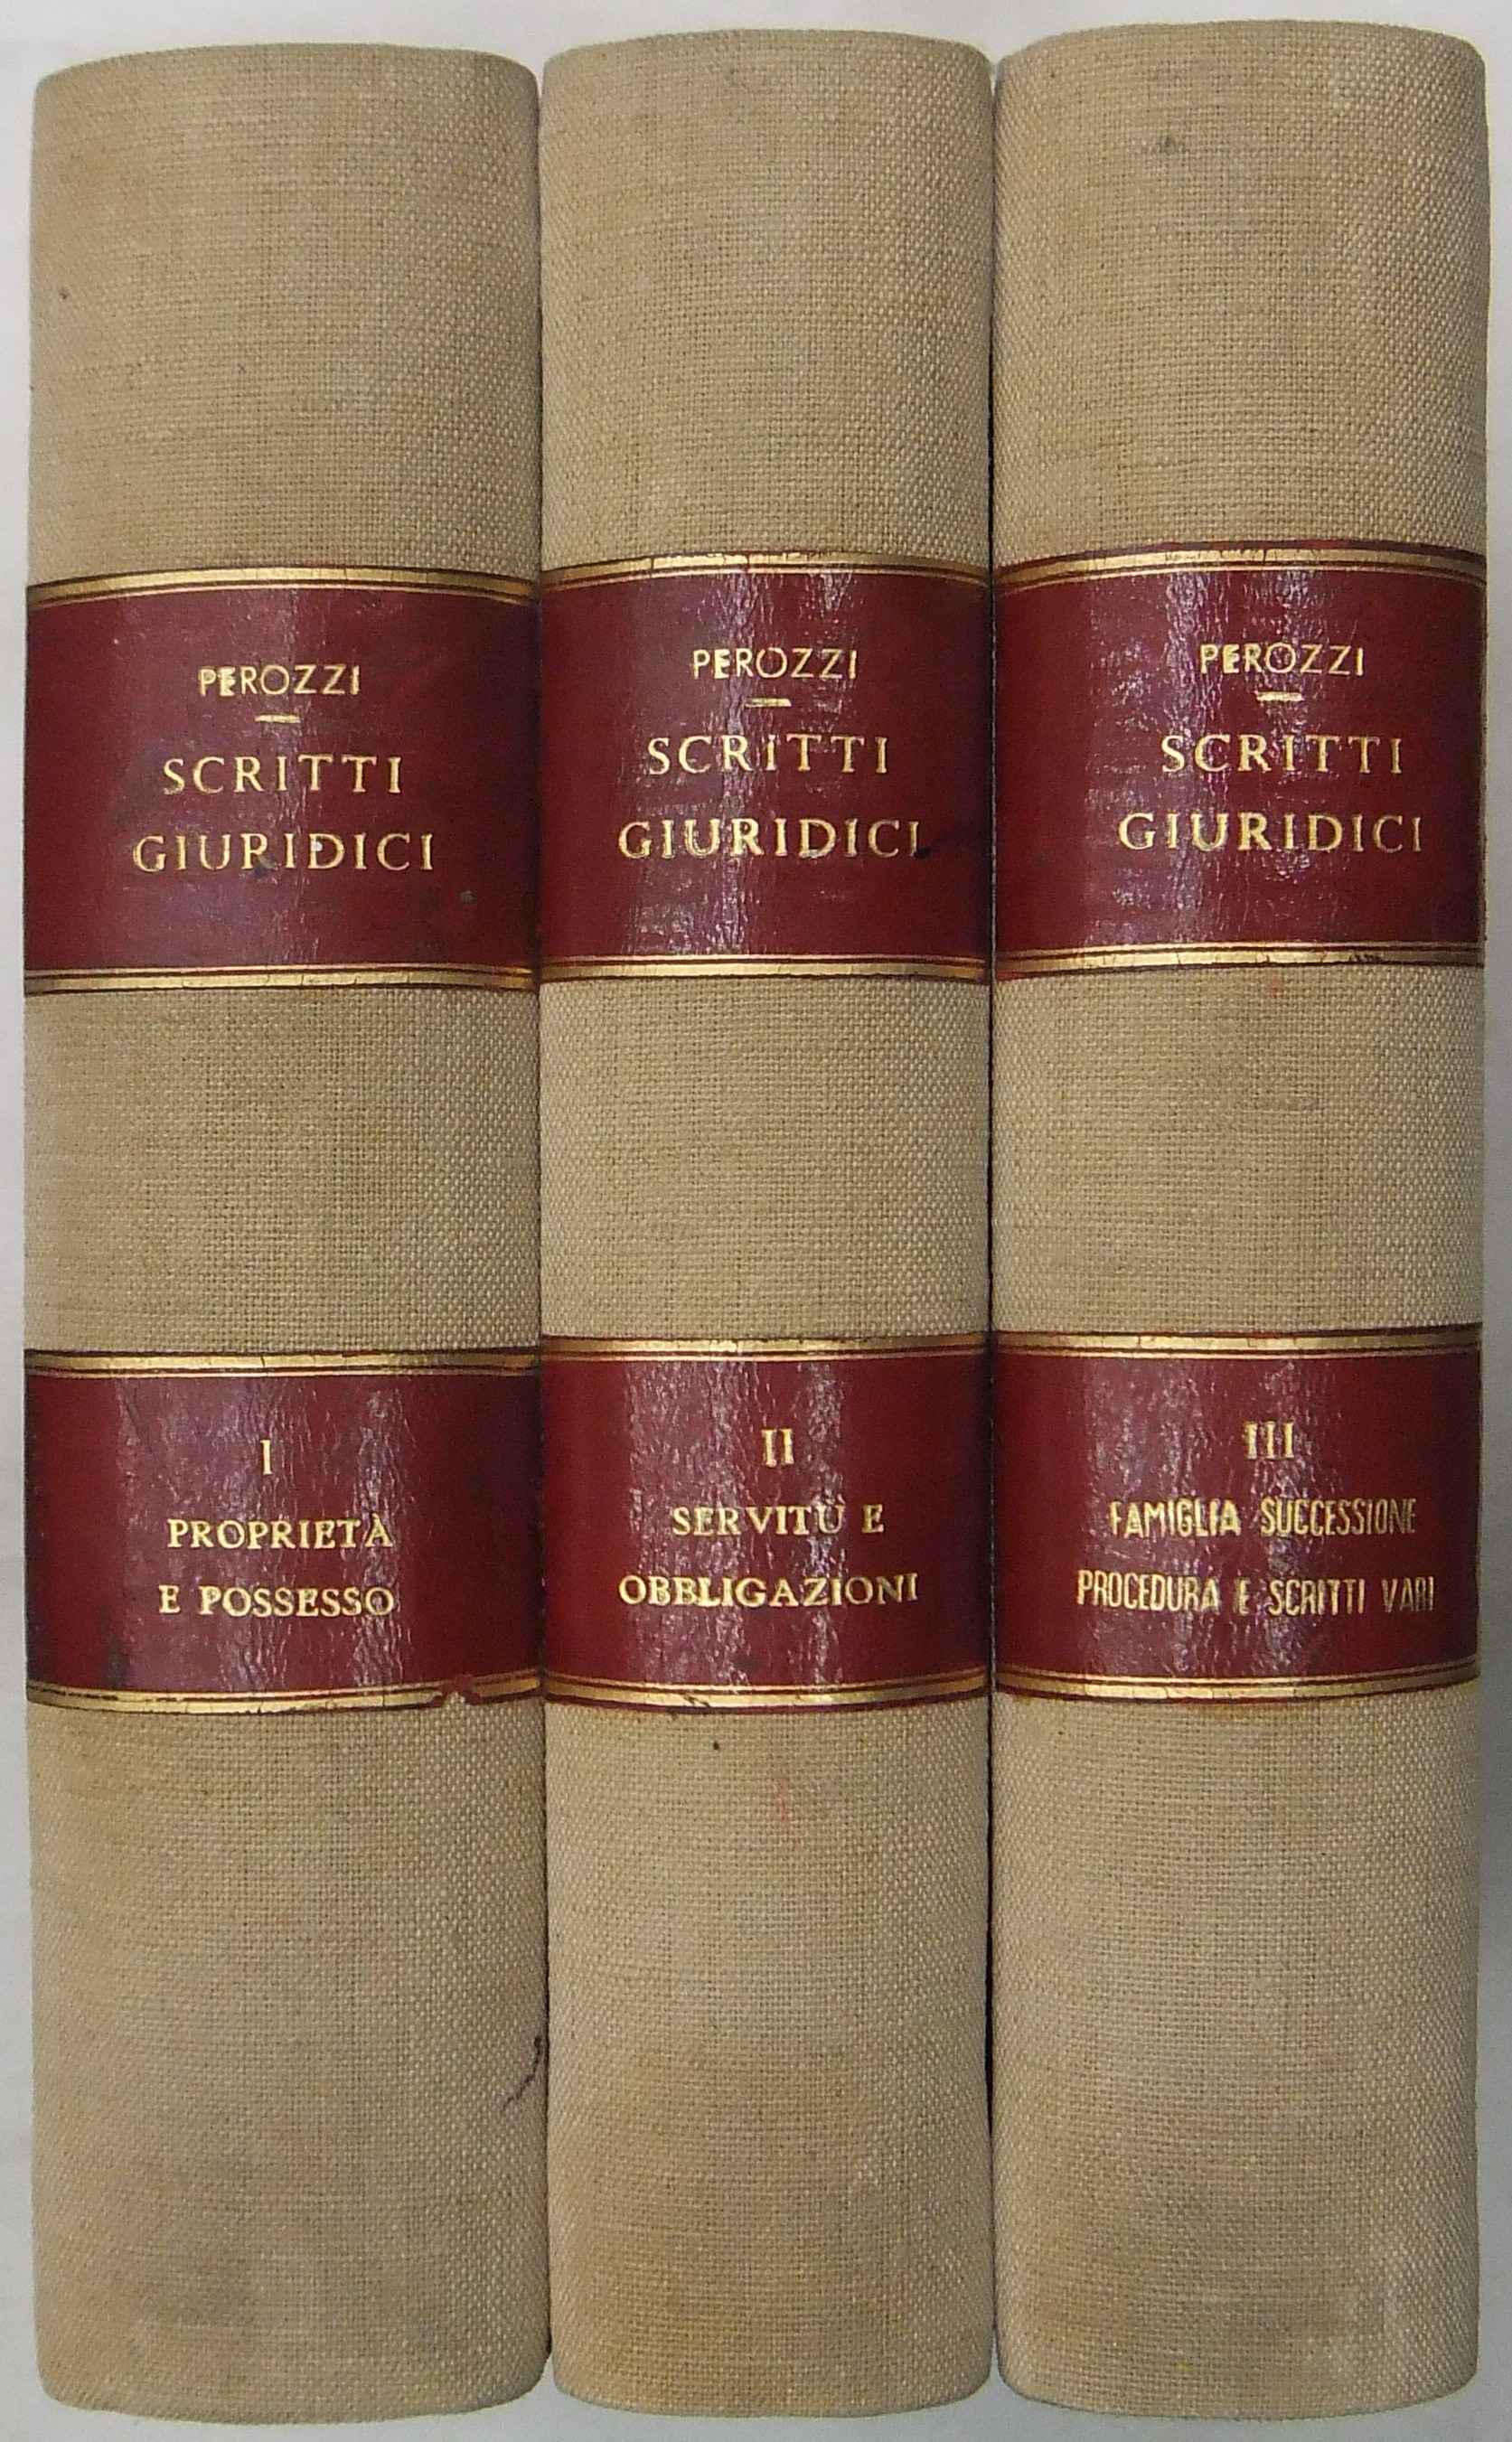 PEROZZI
SCRITTI
GIURIDICI
I
PROPRIETÀ
E POSSESSO
PEROZZI
SCRITTI
GIURIDICI
II
SERVITÙ E
OBBLIGAZIONI
PEROZZI
SCRITTI
GIURIDICI
III
FAMIGLIA SUCCESSIONE
PROCEDURA E SCRITTI VARI